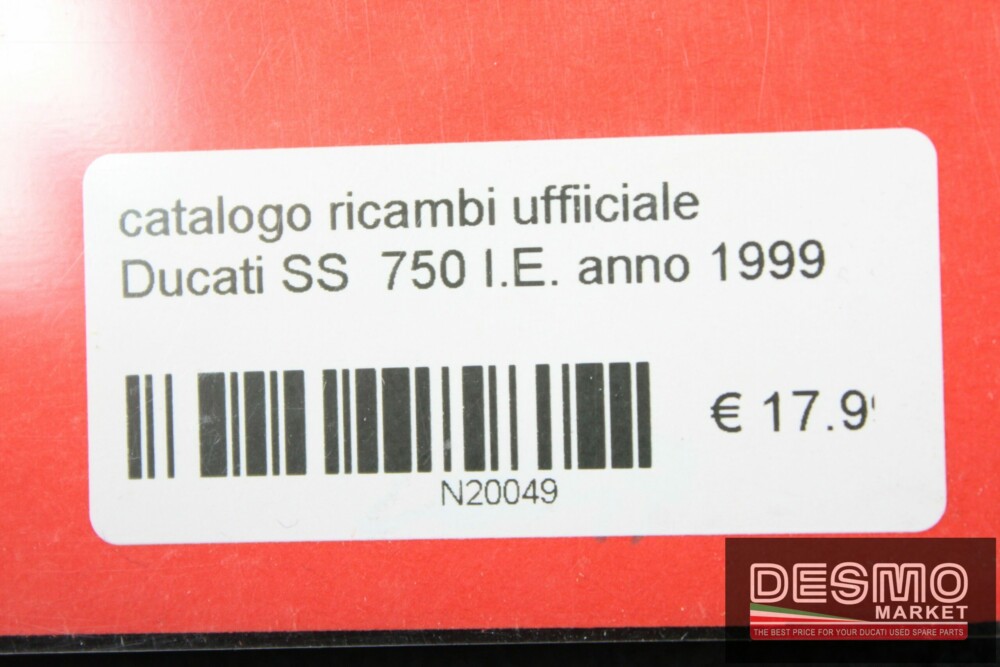 catalogo ricambi uffiiciale
Ducati SS 750 I.E. anno 1999
€ 17.9
N20049
DESMO
MARKET
THE BEST PRICE FOR YOUR DUCATI USED SPARE PARTS